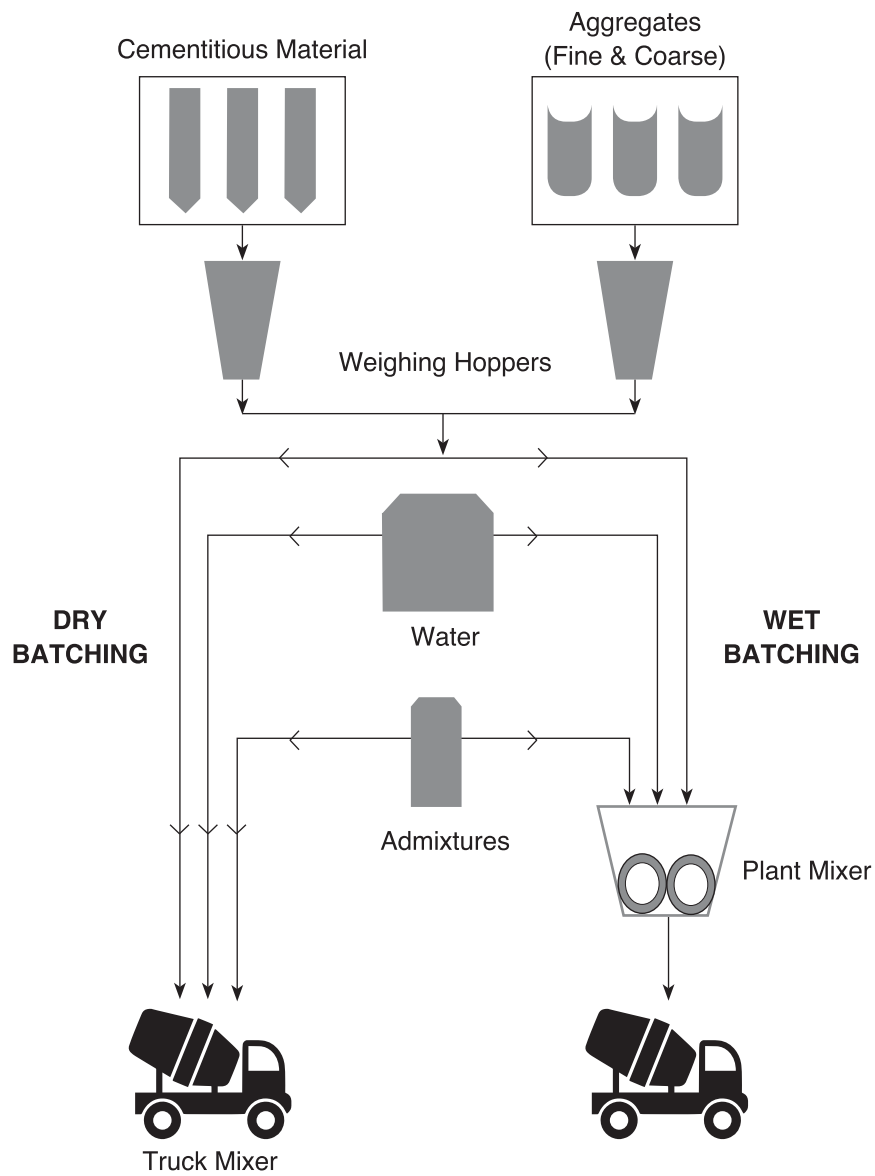 Cementitious Material
Aggregates
(Fine & Coarse)
Weighing Hoppers
DRY
BATCHING
Water
WET
BATCHING
Admixtures
Plant Mixer
Truck Mixer